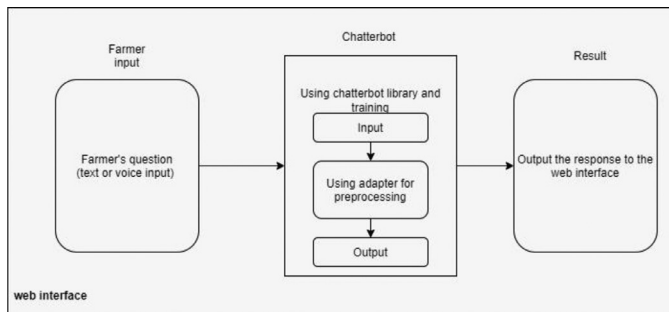 Farmer
input
Farmer's question
(text or voice input)
Chatterbot
Using chatterbot library and
training
Input
Using adapter for
preprocessing
Output
Result
Output the response to the
web interface
web interface